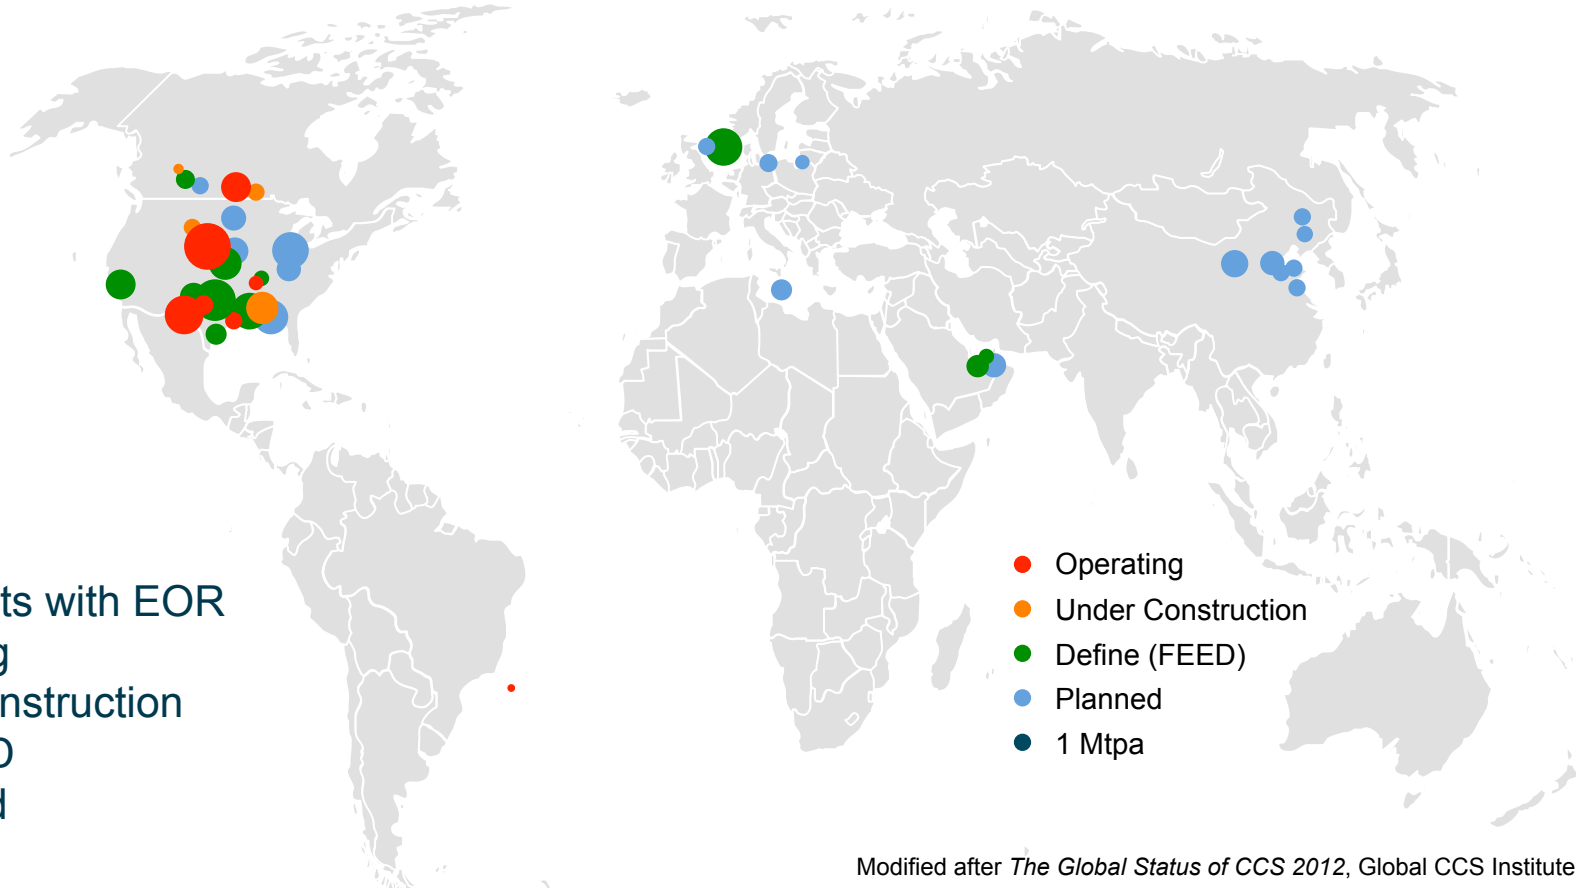 ts with EOR
g
nstruction
D
d
Operating
Under Construction
Define (FEED)
Planned
1 Mtpa
Modified after The Global Status of CCS 2012, Global CCS Institute